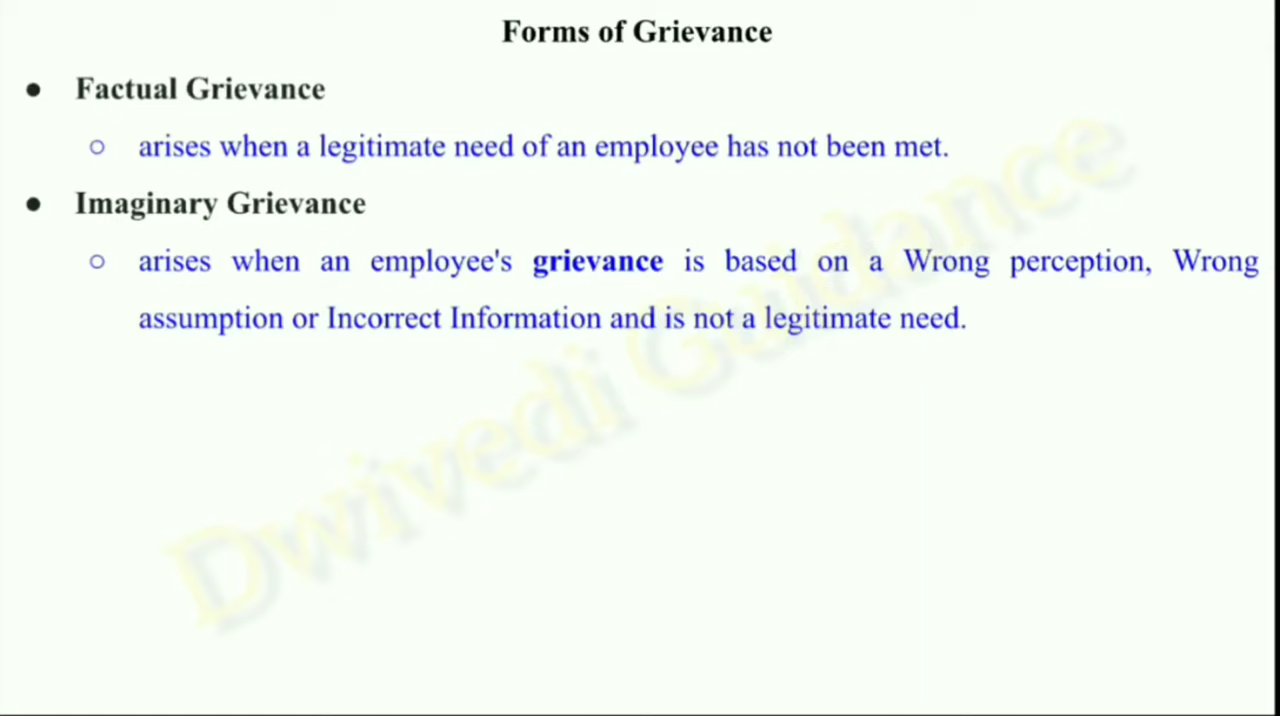 Forms of Grievance
● Factual Grievance
○ arises when a legitimate need of an employee has not been met.
● Imaginary Grievance
○ arises when an employee's grievance is based on a Wrong perception, Wrong
assumption or Incorrect Information and is not a legitimate need.
Dwivedi Guidance